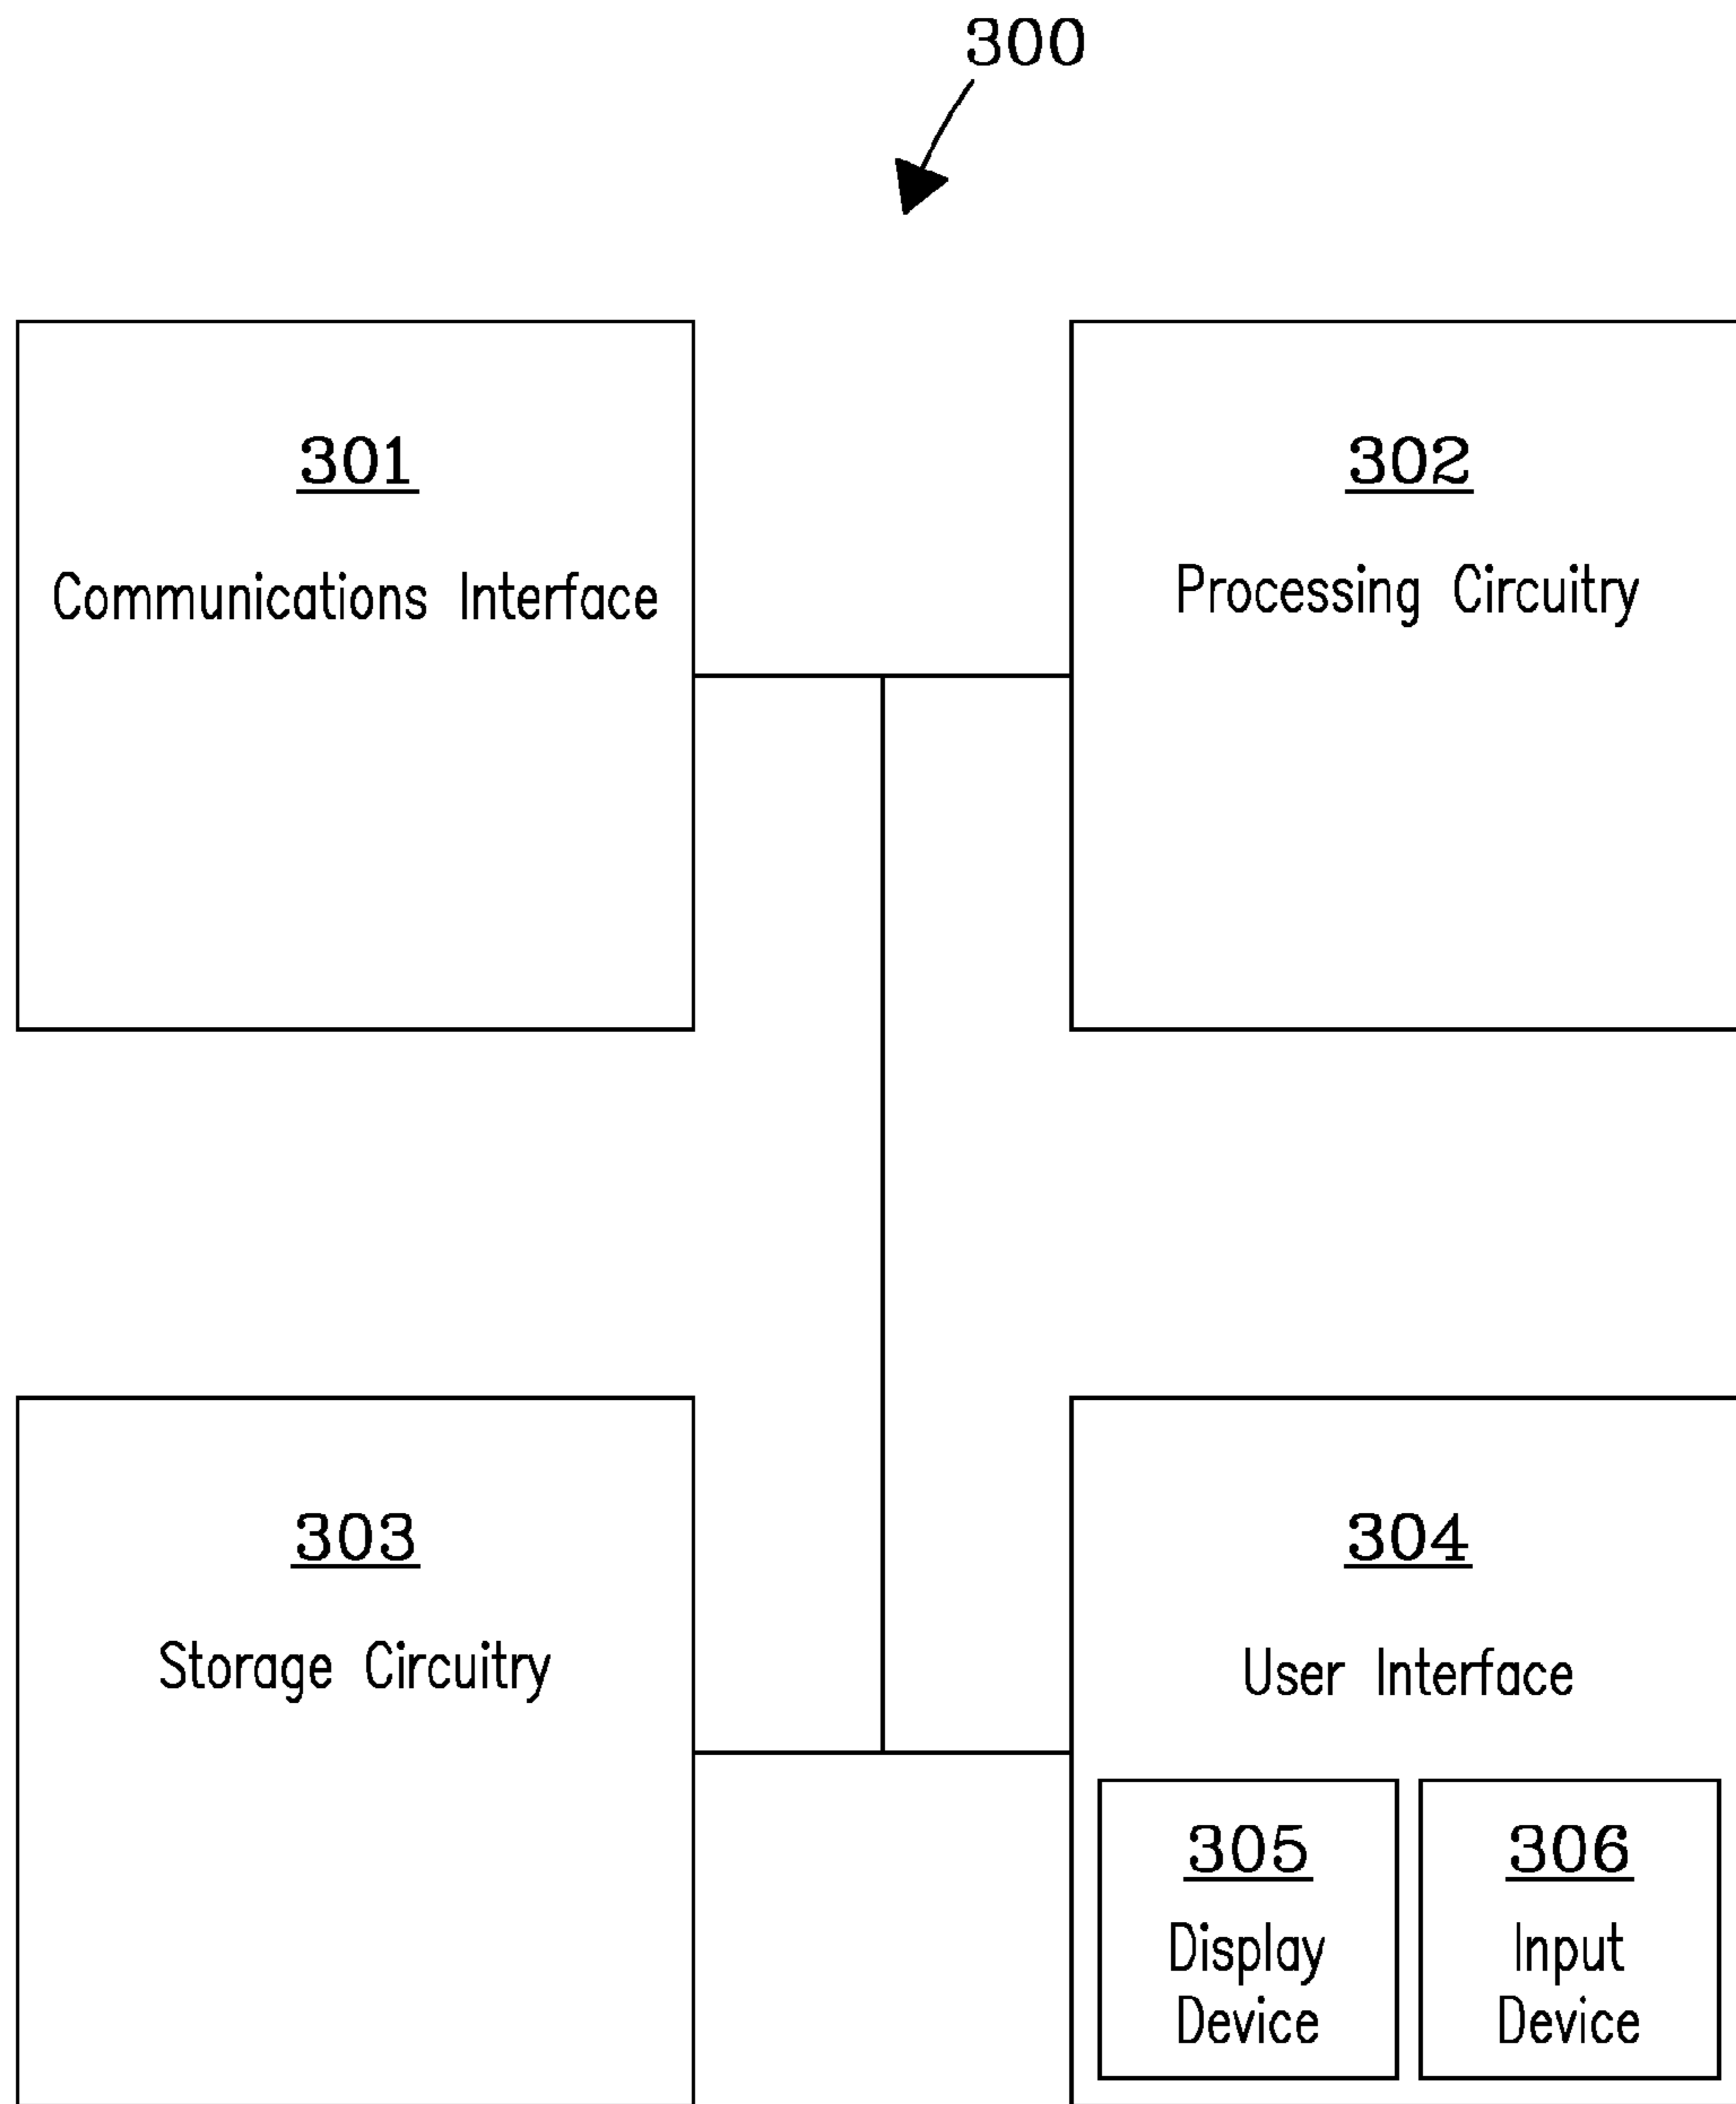 300
301
Communications Interface
302
Processing Circuitry
303
Storage Circuitry
304
User Interface
305
Display
Device
306
Input
Device